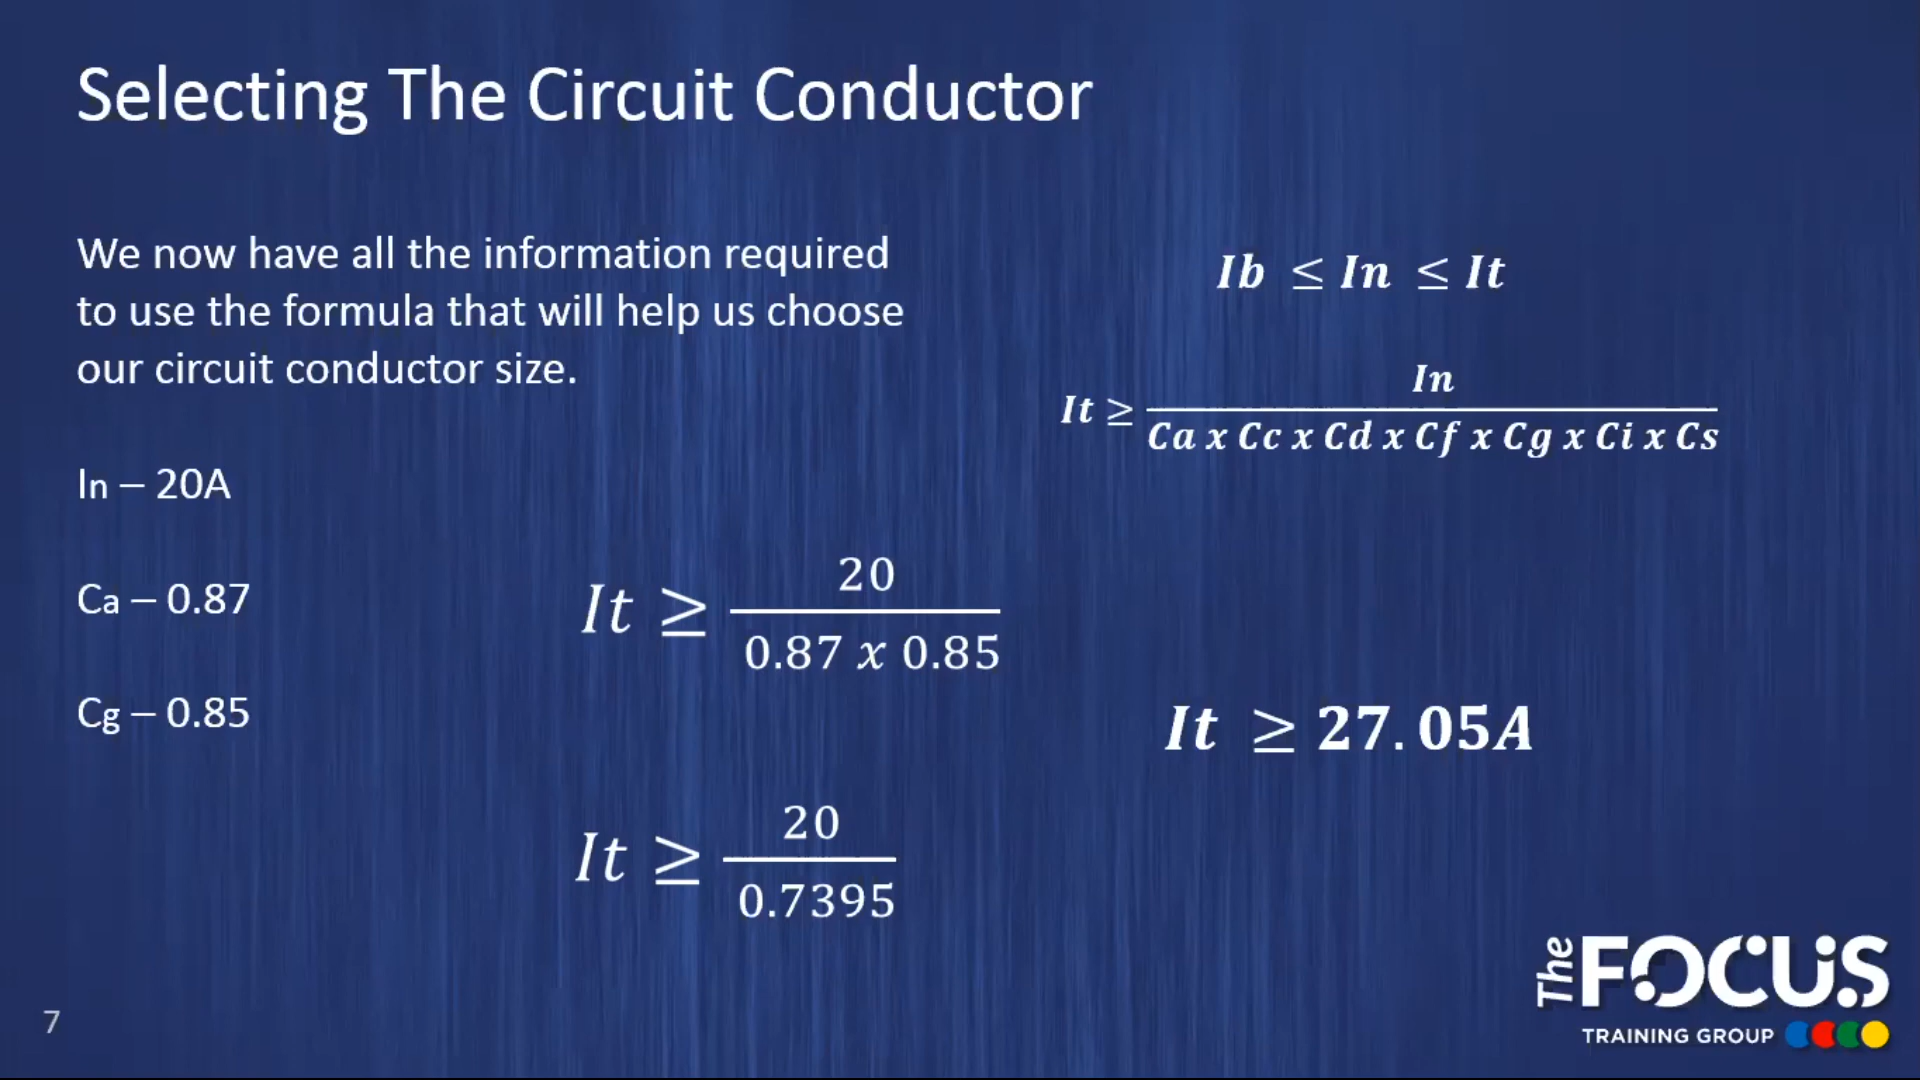 Selecting The Circuit Conductor
We now have all the information required
to use the formula that will help us choose
our circuit conductor size.
In – 20A
Ca – 0.87
Cg – 0.85
Ib ≤ In ≤ It
In
It ≥
Ca x Cc x Cd x Cf x Cg x Ci x Cs
20
It ≥
0.87 x 0.85
20
It ≥
0.7395
It ≥ 27.05A
The FOCUS
TRAINING GROUP
7